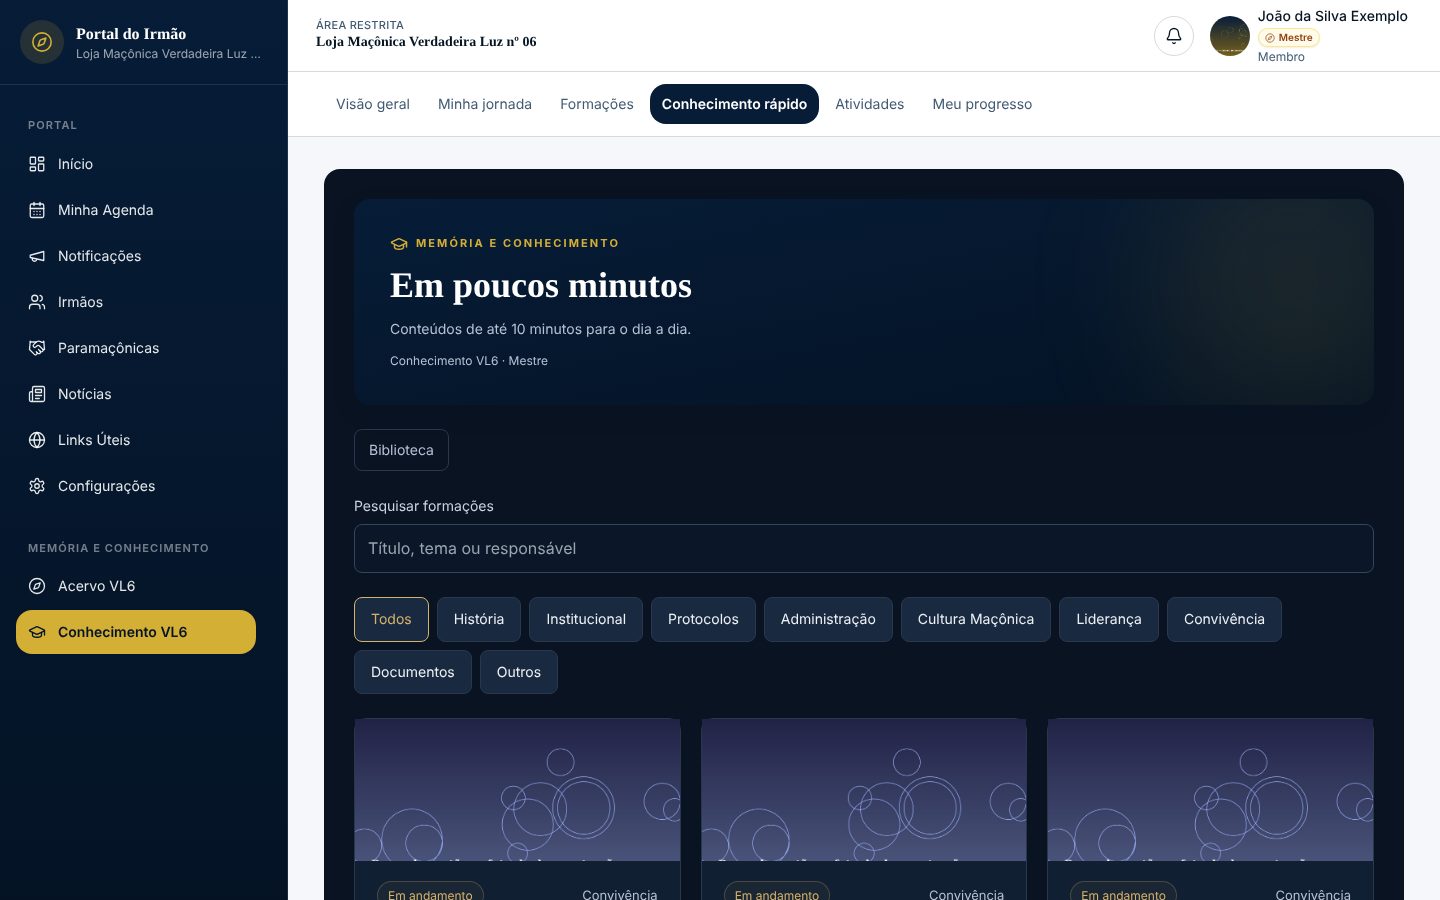 Portal do Irmão
Loja Maçônica Verdadeira Luz ...
PORTAL
Início
Minha Agenda
Notificações
Irmãos
Paramaçônicas
Notícias
Links Úteis
Configurações
MEMÓRIA E CONHECIMENTO
Acervo VL6
Conhecimento VL6
ÁREA RESTRITA
Loja Maçônica Verdadeira Luz nº 06
João da Silva Exemplo
Mestre
Membro
Visão geral
Minha jornada
Formações
Conhecimento rápido
Atividades
Meu progresso
MEMÓRIA E CONHECIMENTO
Em poucos minutos
Conteúdos de até 10 minutos para o dia a dia.
Conhecimento VL6 · Mestre
Biblioteca
Pesquisar formações
Título, tema ou responsável
Todos
História
Institucional
Protocolos
Administração
Cultura Maçônica
Liderança
Convivência
Documentos
Outros
Em andamento
Convivência
Em andamento
Convivência
Em andamento
Convivência